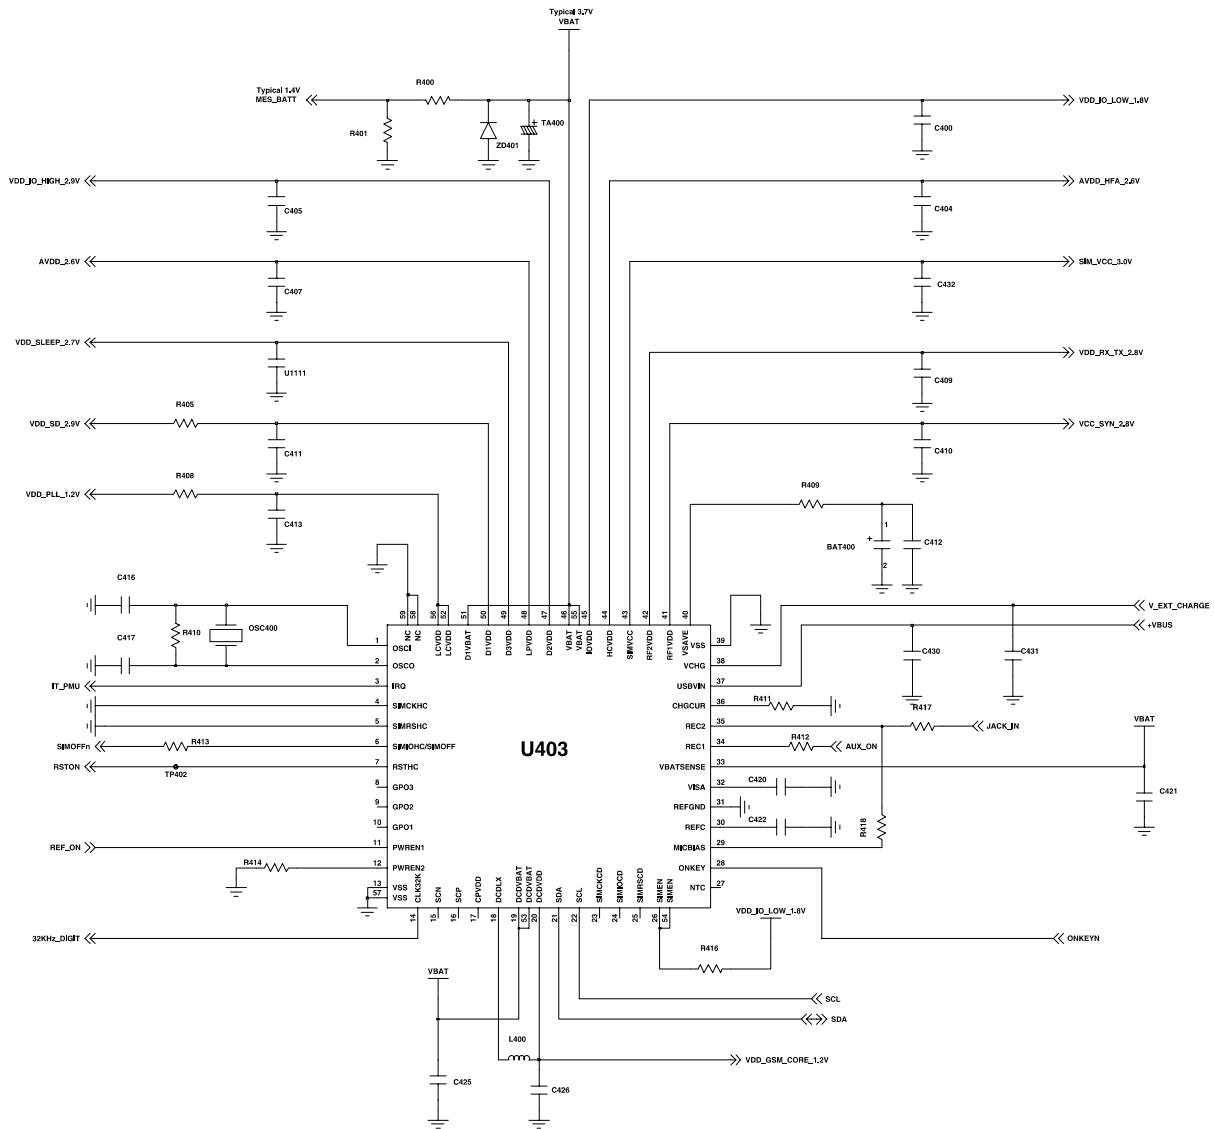 Typical 3.7V
VBAT
Typical 1.4V
MES_BATT
R400
R401
ZD401
TA400
VDD_IO_LOW_1.8V
C400
VDD_IO_HIGH_2.9V
C405
AVDD_HFA_2.6V
C404
AVDD_2.6V
C407
SIM_VCC_3.0V
C432
VDD_SLEEP_2.7V
U1111
VDD_RX_TX_2.8V
C409
VDD_SD_2.9V
R405
C411
VCC_SYN_2.8V
C410
VDD_PLL_1.2V
R408
C413
R409
1
BAT400
2
C412
C416
C417
R410
OSC400
59 58 56 52 51 50 49 48 47 46 55 45 44 43 42 41 40
NC NC LCVDD LCVDD D1VBAT D1VDD D3VDD LPVDD D2VDD VBAT VBAT IOVDD HCVDD SIMVCC RF2VDD RF1VDD VSAVE
1 OSCI
2 OSCO
IT_PMU 3 IRQ
4 SIMCKHC
5 SIMRSHC
SIMOFFn R413 6 SIMIOHC/SIMOFF
RSTON TP402 7 RSTHC
8 GPO3
9 GPO2
10 GPO1
REF_ON 11 PWREN1
R414 12 PWREN2
13 VSS
57 VSS
U403
VSS 39
VCHG 38
V_EXT_CHARGE
USBVIN 37
+VBUS
C430
C431
CHGCUR 36 R411
REC2 35 R417 JACK_IN
REC1 34 R412 AUX_ON
VBATSENSE 33
VBAT
C421
VISA 32 C420
REFGND 31
REFC 30 C422
MICBIAS 29
R418
ONKEY 28
NTC 27
CLK32K SCN SCP CPVDD DCDLX DCDVBAT DCDVBAT DCDVDD SDA SCL SIMCKCD SIMIOCD SIMRSCD SIMEN SIMEN
14 15 16 17 18 19 53 20 21 22 23 24 25 26 54
VDD_IO_LOW_1.8V
R416
32KHz_DIGIT
ONKEYN
VBAT
SCL
SDA
L400
VDD_GSM_CORE_1.2V
C425
C426